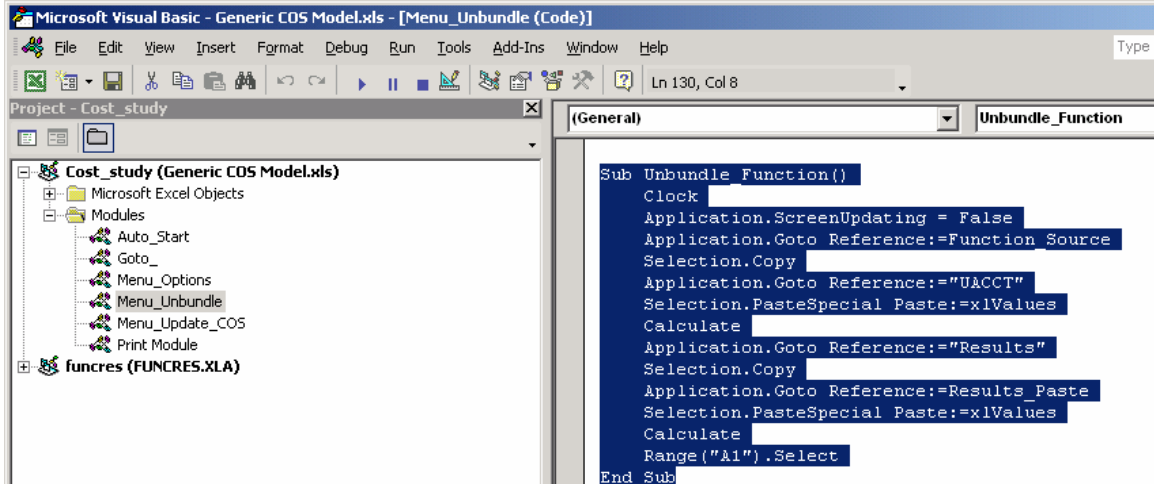 Microsoft Visual Basic - Generic COS Model.xls - [Menu_Unbundle (Code)]
File Edit View Insert Format Debug Run Tools Add-Ins Window Help Type
Ln 130, Col 8
Project - Cost_study
(General) Unbundle_Function
Cost_study (Generic COS Model.xls)
Microsoft Excel Objects
Modules
Auto_Start
Goto_
Menu_Options
Menu_Unbundle
Menu_Update_COS
Print Module
funcres (FUNCRES.XLA)
Sub Unbundle_Function()
Clock
Application.ScreenUpdating = False
Application.Goto Reference:=Function_Source
Selection.Copy
Application.Goto Reference:="UACCT"
Selection.PasteSpecial Paste:=xlValues
Calculate
Application.Goto Reference:="Results"
Selection.Copy
Application.Goto Reference:=Results_Paste
Selection.PasteSpecial Paste:=xlValues
Calculate
Range("A1").Select
End Sub